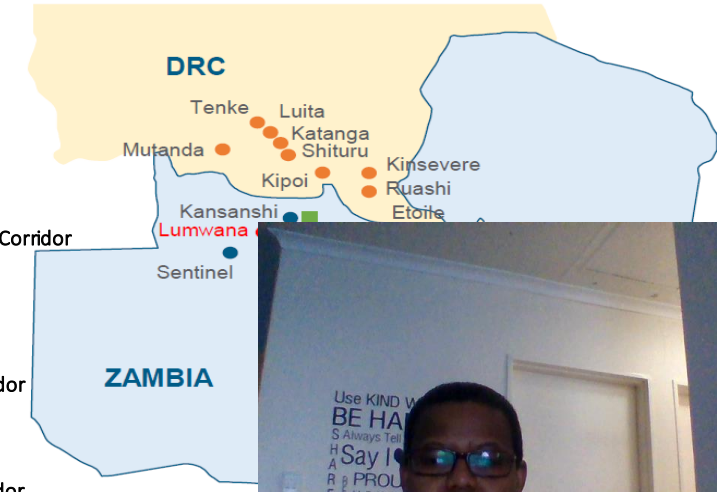 DRC
Tenke
Luita
Katanga
Mutanda
Shituru
Kinsevere
Kipoi
Ruashi
Kansanshi
Etoile
Corridor
Lumwana
Sentinel
ZAMBIA
dor
Use KIND W
BE HA
S Always Tell
H
Say I
A
R
PROU
dor